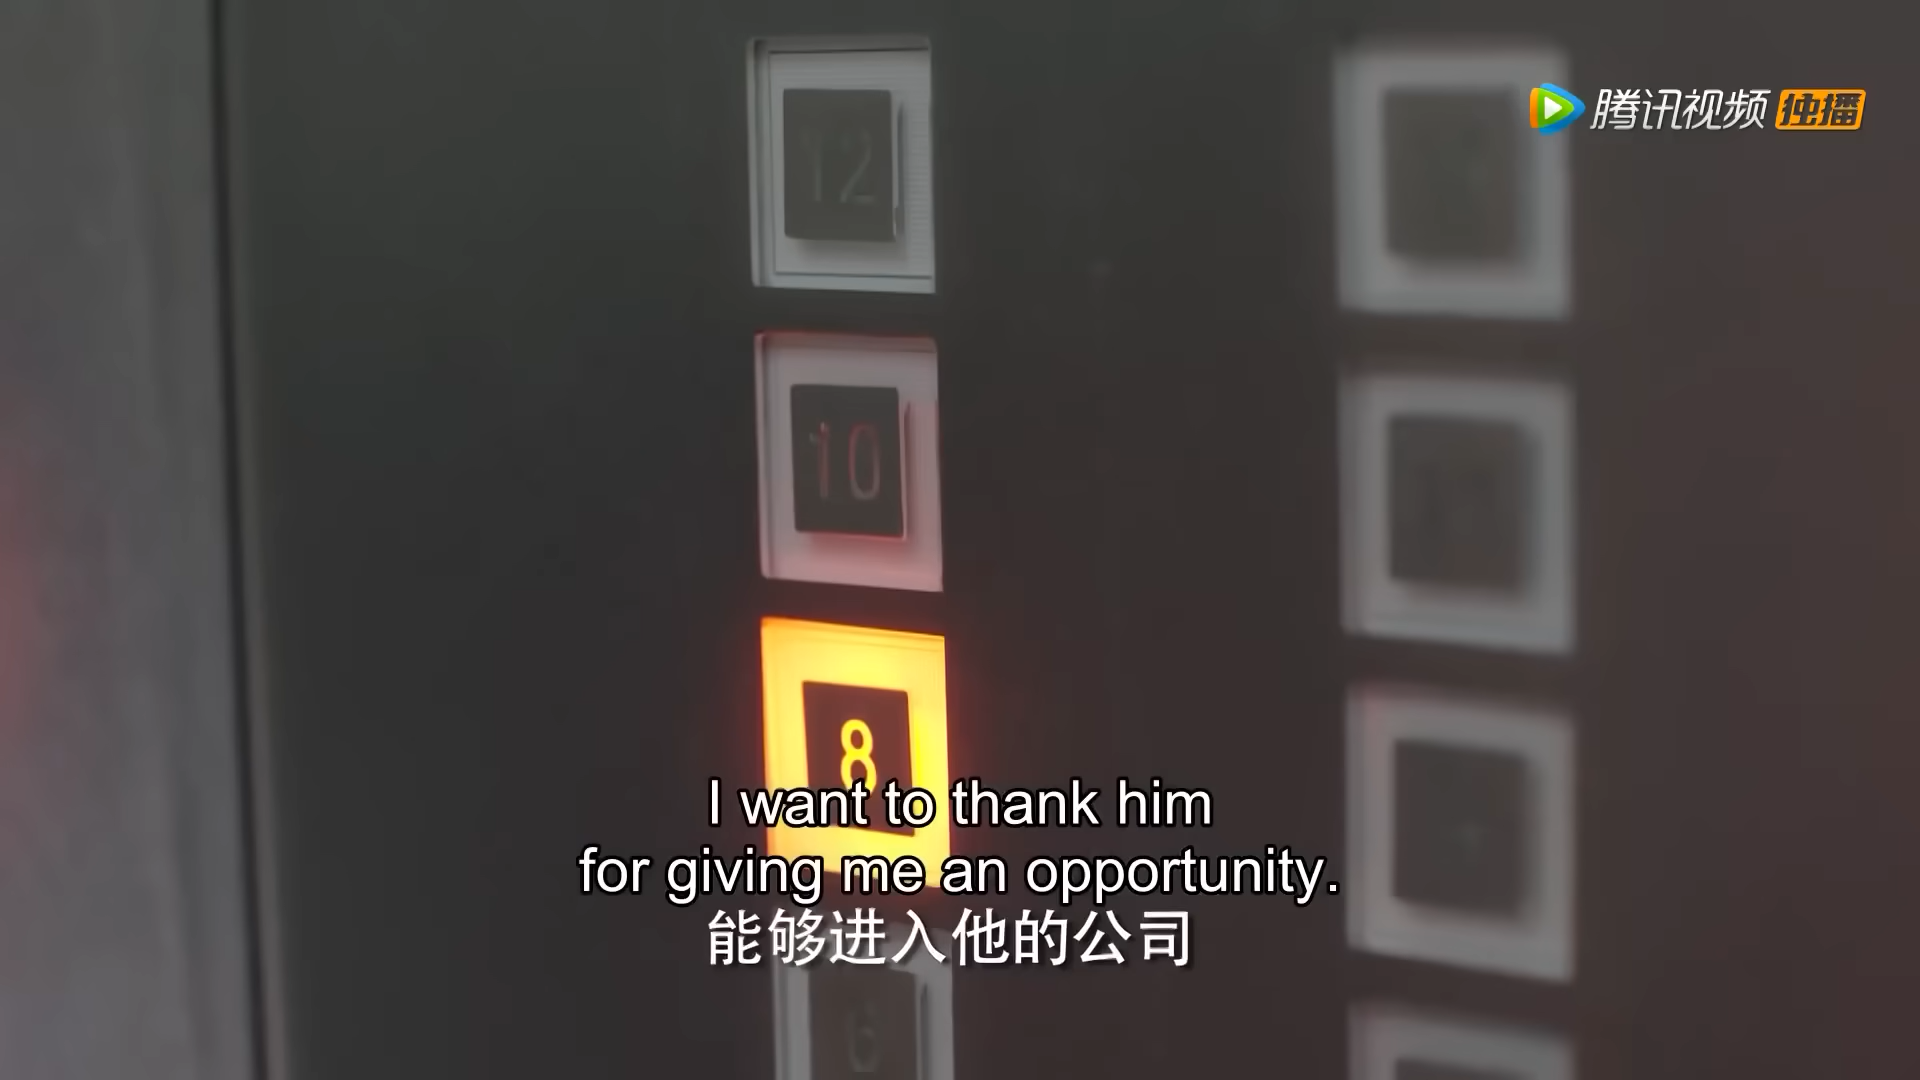 腾讯视频 独播
12
10
8
I want to thank him
for giving me an opportunity.
能够进入他的公司
6